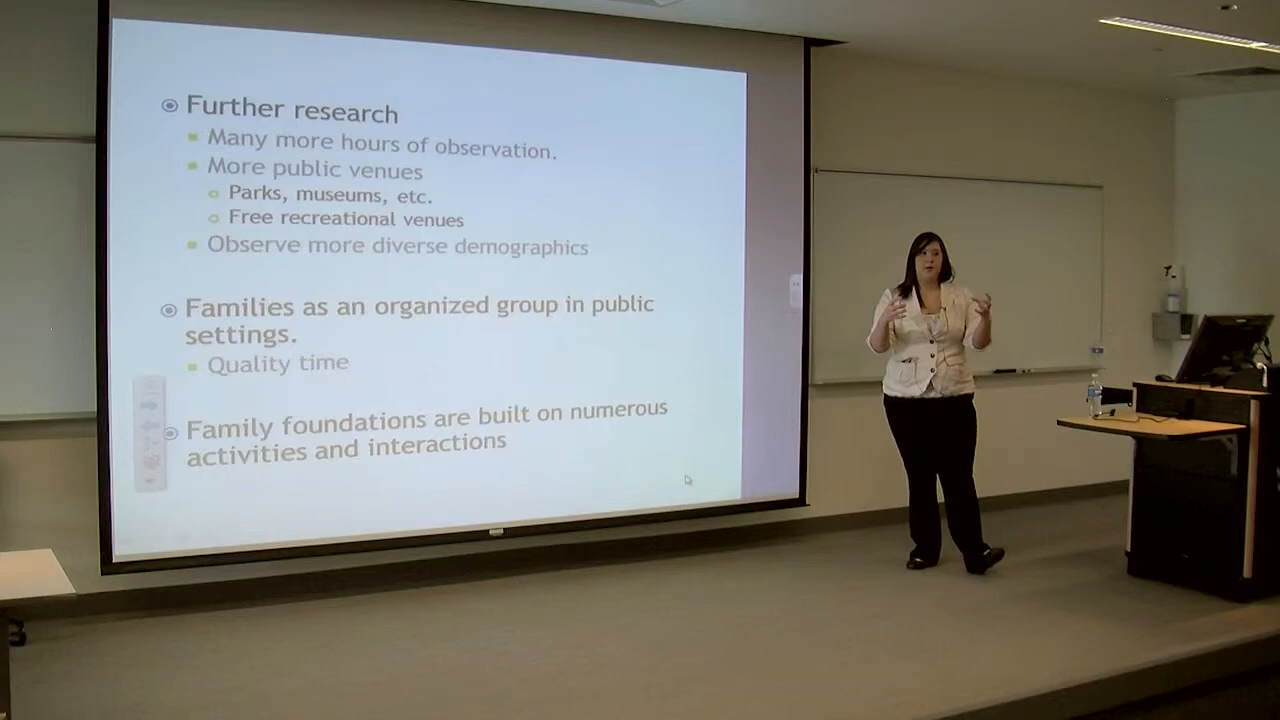 Further research
Many more hours of observation.
More public venues
Parks, museums, etc.
Free recreational venues
Observe more diverse demographics
Families as an organized group in public
settings.
Quality time
Family foundations are built on numerous
activities and interactions